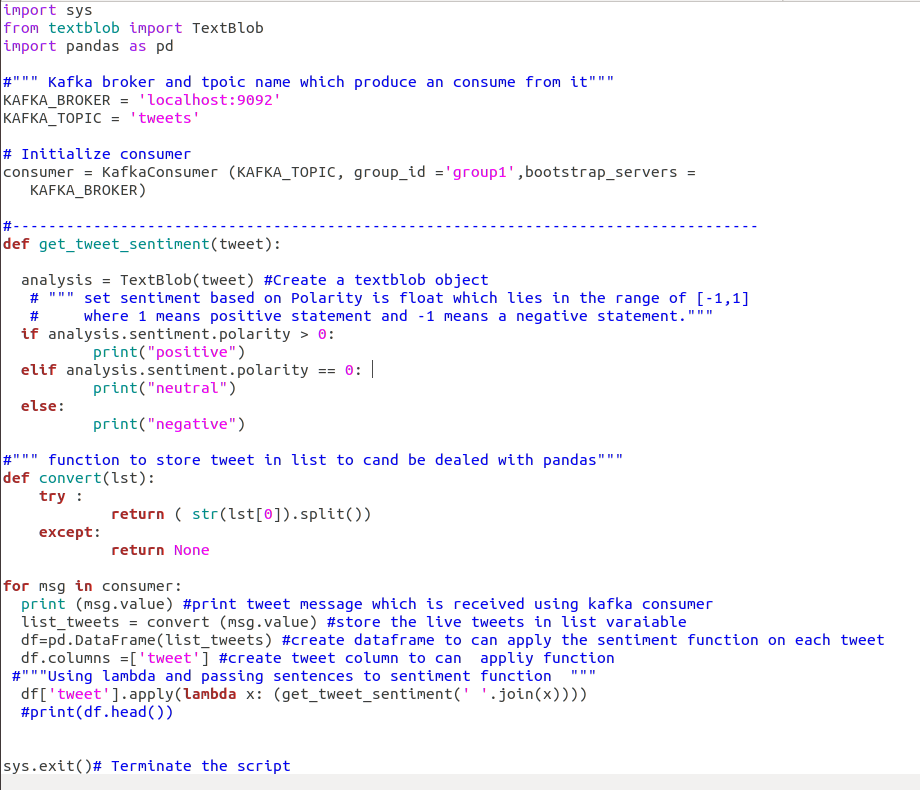 import sys
from textblob import TextBlob
import pandas as pd
#""" Kafka broker and tpoic name which produce an consume from it"""
KAFKA_BROKER = 'localhost:9092'
KAFKA_TOPIC = 'tweets'
# Initialize consumer
consumer = KafkaConsumer (KAFKA_TOPIC, group_id ='group1',bootstrap_servers =
   KAFKA_BROKER)
#-----------------------------------------------------------------------------------
def get_tweet_sentiment(tweet):
  analysis = TextBlob(tweet) #Create a textblob object
   # """ set sentiment based on Polarity is float which lies in the range of [-1,1]
   #     where 1 means positive statement and -1 means a negative statement."""
  if analysis.sentiment.polarity > 0:
          print("positive")
  elif analysis.sentiment.polarity == 0:
          print("neutral")
  else:
          print("negative")
#""" function to store tweet in list to cand be dealed with pandas"""
def convert(lst):
    try :
            return ( str(lst[0]).split())
    except:
            return None
for msg in consumer:
  print (msg.value) #print tweet message which is received using kafka consumer
  list_tweets = convert (msg.value) #store the live tweets in list varaiable
  df=pd.DataFrame(list_tweets) #create dataframe to can apply the sentiment function on each tweet
  df.columns =['tweet'] #create tweet column to can  appliy function
 #"""Using lambda and passing sentences to sentiment function  """
  df['tweet'].apply(lambda x: (get_tweet_sentiment(' '.join(x))))
  #print(df.head())
sys.exit()# Terminate the script